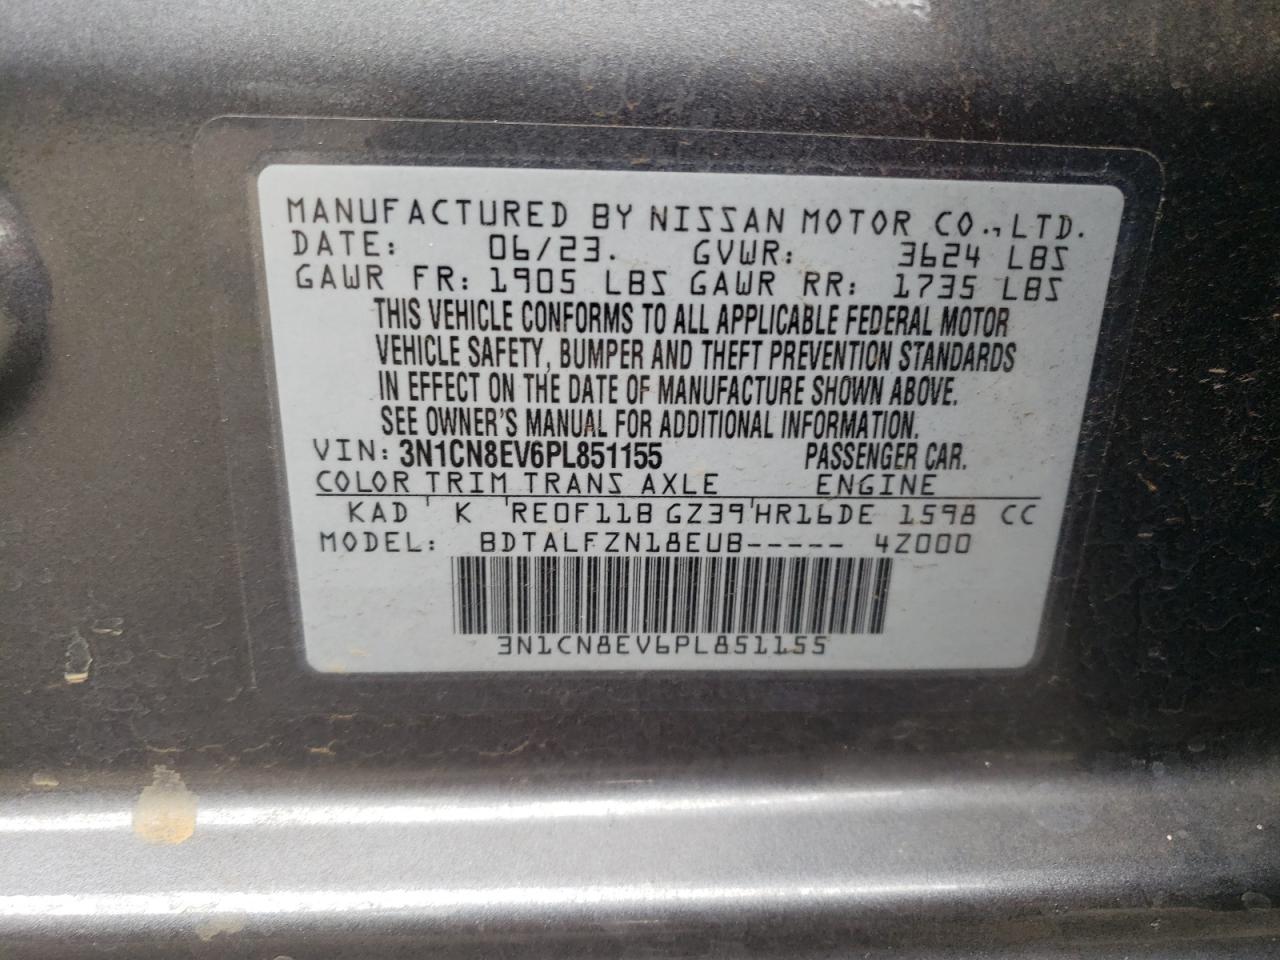 MANUFACTURED BY NISSAN MOTOR CO., LTD.
DATE: 06/23. GVWR: 3624 LBS
GAWR FR: 1905 LBS GAWR RR: 1735 LBS
THIS VEHICLE CONFORMS TO ALL APPLICABLE FEDERAL MOTOR
VEHICLE SAFETY, BUMPER AND THEFT PREVENTION STANDARDS
IN EFFECT ON THE DATE OF MANUFACTURE SHOWN ABOVE.
SEE OWNER'S MANUAL FOR ADDITIONAL INFORMATION.
VIN: 3N1CN8EV6PL851155 PASSENGER CAR.
COLOR TRIM TRANS AXLE ENGINE
KAD ' K ' RE0F11B GZ39 ' HR16DE 1598 CC
MODEL: BDTALFZN18EUB----- 4Z000
3N1CN8EV6PL851155